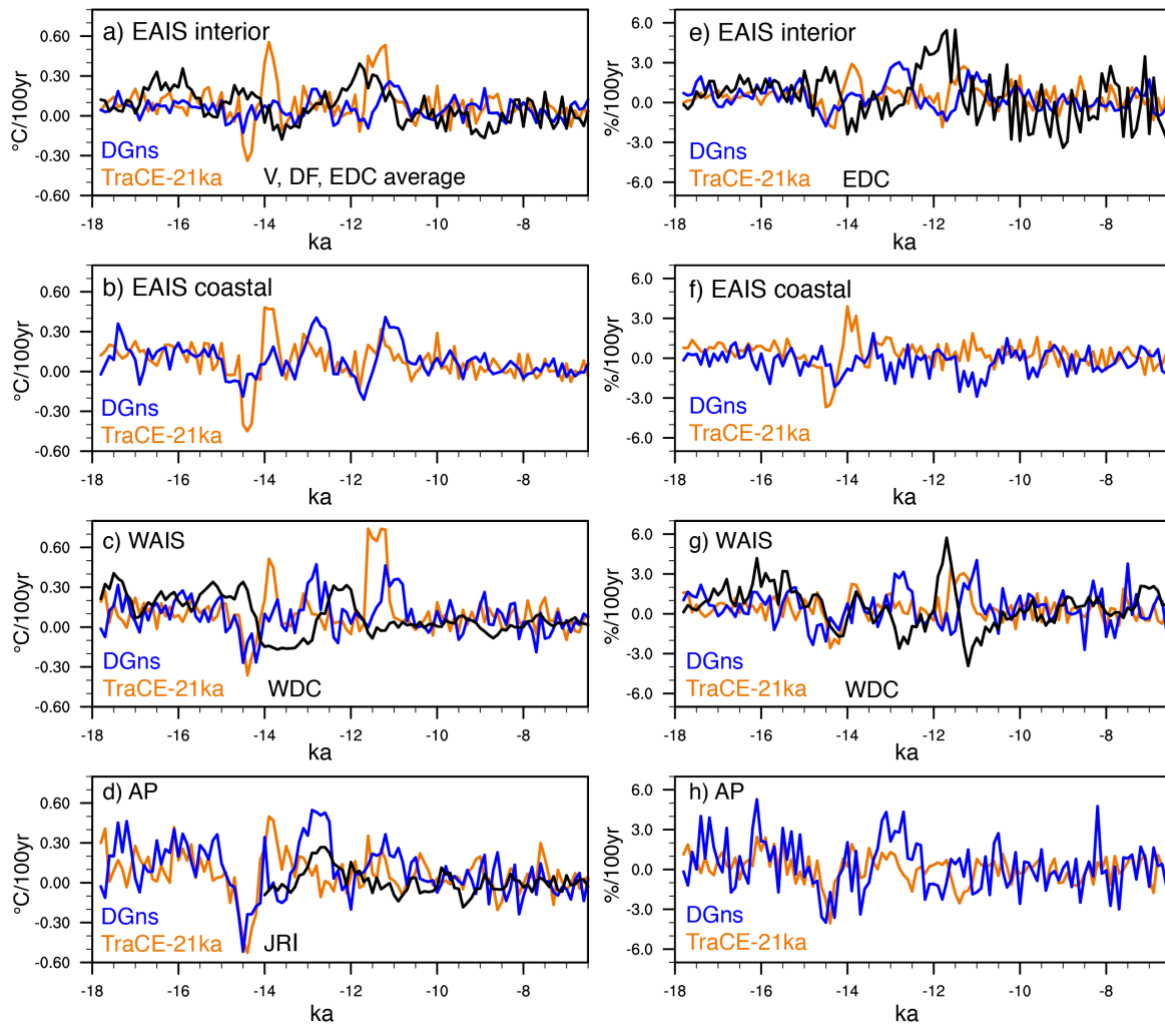 a) EAIS interior
°C/100yr
0.60
0.30
0.00
-0.30
-0.60
DGns
TraCE-21ka
V, DF, EDC average
-18 -16 -14 -12 -10 -8
ka
e) EAIS interior
%/100yr
6.0
3.0
0.0
-3.0
-6.0
DGns
TraCE-21ka
EDC
-18 -16 -14 -12 -10 -8
ka
b) EAIS coastal
°C/100yr
0.60
0.30
0.00
-0.30
-0.60
DGns
TraCE-21ka
-18 -16 -14 -12 -10 -8
ka
f) EAIS coastal
%/100yr
6.0
3.0
0.0
-3.0
-6.0
DGns
TraCE-21ka
-18 -16 -14 -12 -10 -8
ka
c) WAIS
°C/100yr
0.60
0.30
0.00
-0.30
-0.60
DGns
TraCE-21ka
WDC
-18 -16 -14 -12 -10 -8
ka
g) WAIS
%/100yr
6.0
3.0
0.0
-3.0
-6.0
DGns
TraCE-21ka
WDC
-18 -16 -14 -12 -10 -8
ka
d) AP
°C/100yr
0.60
0.30
0.00
-0.30
-0.60
DGns
TraCE-21ka
JRI
-18 -16 -14 -12 -10 -8
ka
h) AP
%/100yr
6.0
3.0
0.0
-3.0
-6.0
DGns
TraCE-21ka
-18 -16 -14 -12 -10 -8
ka